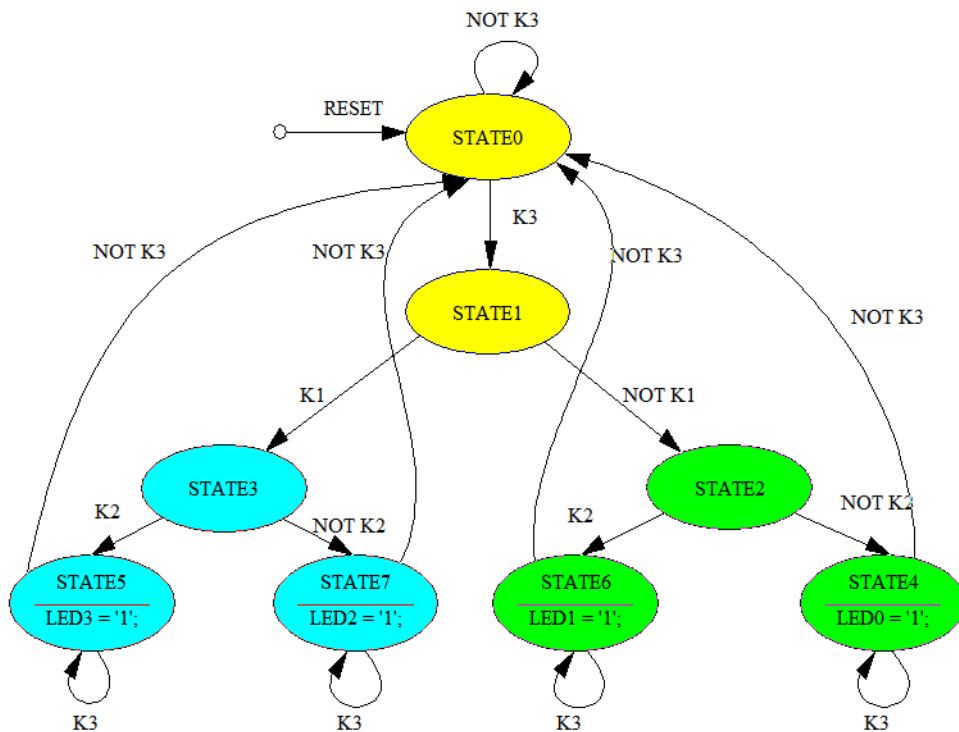 NOT K3
RESET
STATE0
K3
NOT K3
NOT K3
NOT K3
STATE1
NOT K3
K1
NOT K1
STATE3
STATE2
K2
NOT K2
K2
NOT K2
STATE5
LED3 = '1';
STATE7
LED2 = '1';
STATE6
LED1 = '1';
STATE4
LED0 = '1';
K3
K3
K3
K3